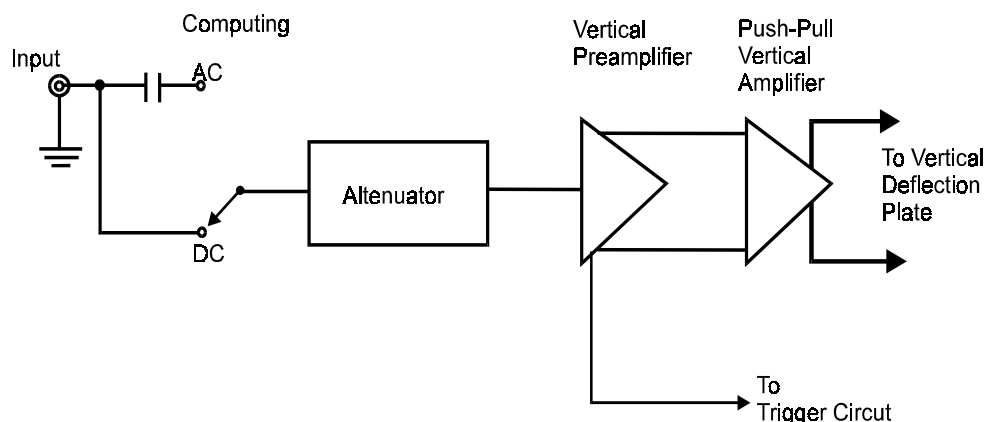 Computing
Input
AC
DC
Altenuator
Vertical
Preamplifier
Push-Pull
Vertical
Amplifier
To Vertical
Deflection
Plate
To
Trigger Circut